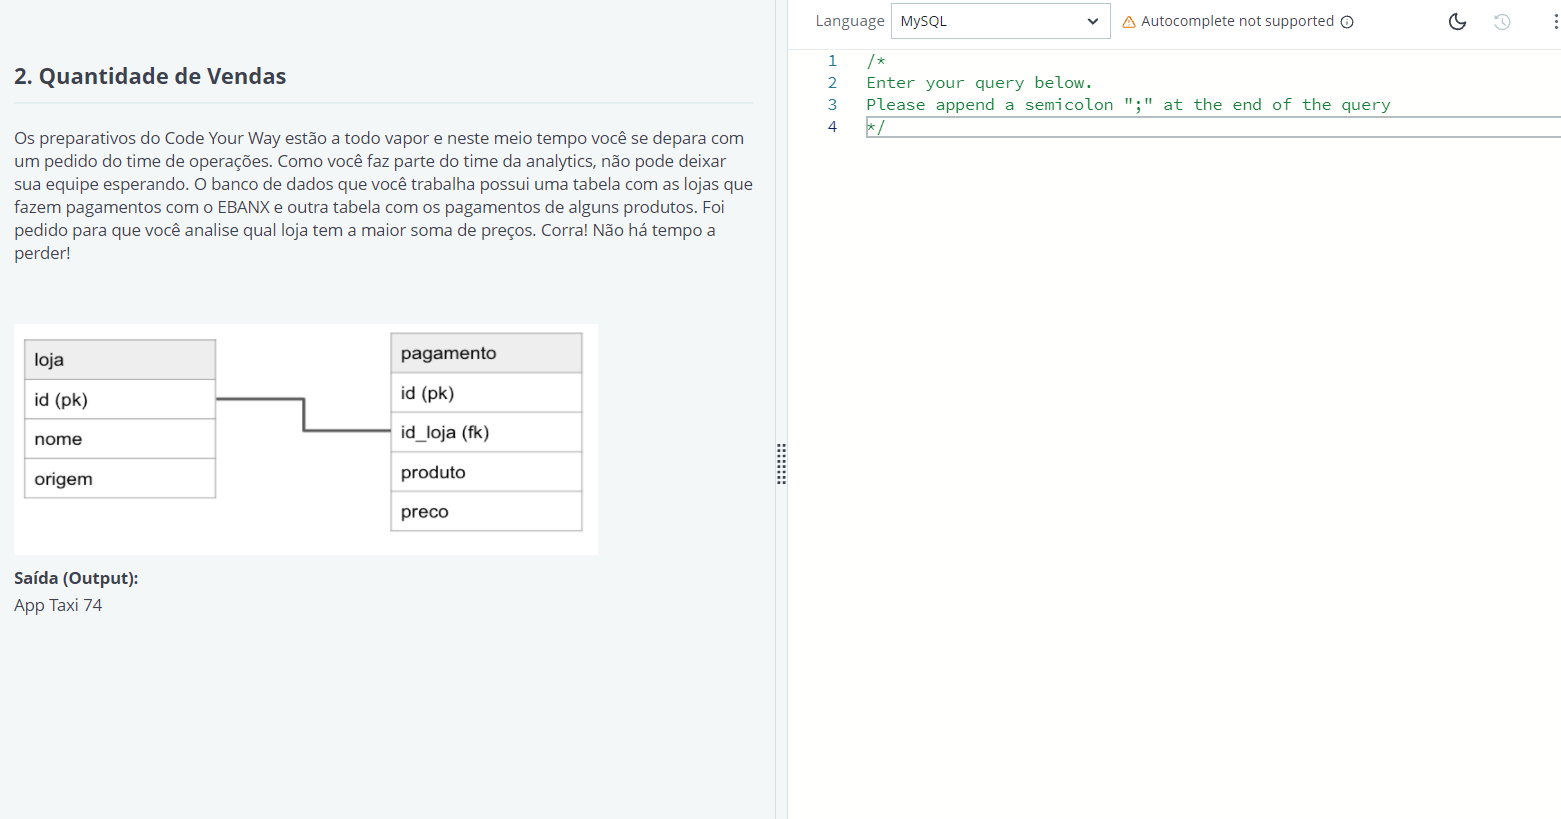 2. Quantidade de Vendas
Os preparativos do Code Your Way estão a todo vapor e neste meio tempo você se depara com
um pedido do time de operações. Como você faz parte do time da analytics, não pode deixar
sua equipe esperando. O banco de dados que você trabalha possui uma tabela com as lojas que
fazem pagamentos com o EBANX e outra tabela com os pagamentos de alguns produtos. Foi
pedido para que você analise qual loja tem a maior soma de preços. Corra! Não há tempo a
perder!
loja
id (pk)
nome
origem
pagamento
id (pk)
id_loja (fk)
produto
preco
Saída (Output):
App Taxi 74
Language MySQL Autocomplete not supported
1 /*
2 Enter your query below.
3 Please append a semicolon ";" at the end of the query
4 */